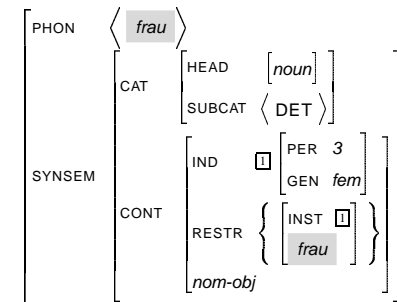 PHON ⟨ frau ⟩
SYNSEM
CAT
HEAD [noun]
SUBCAT ⟨ DET ⟩
CONT
IND 1
PER 3
GEN fem
RESTR { [ INST 1
frau ] }
nom-obj